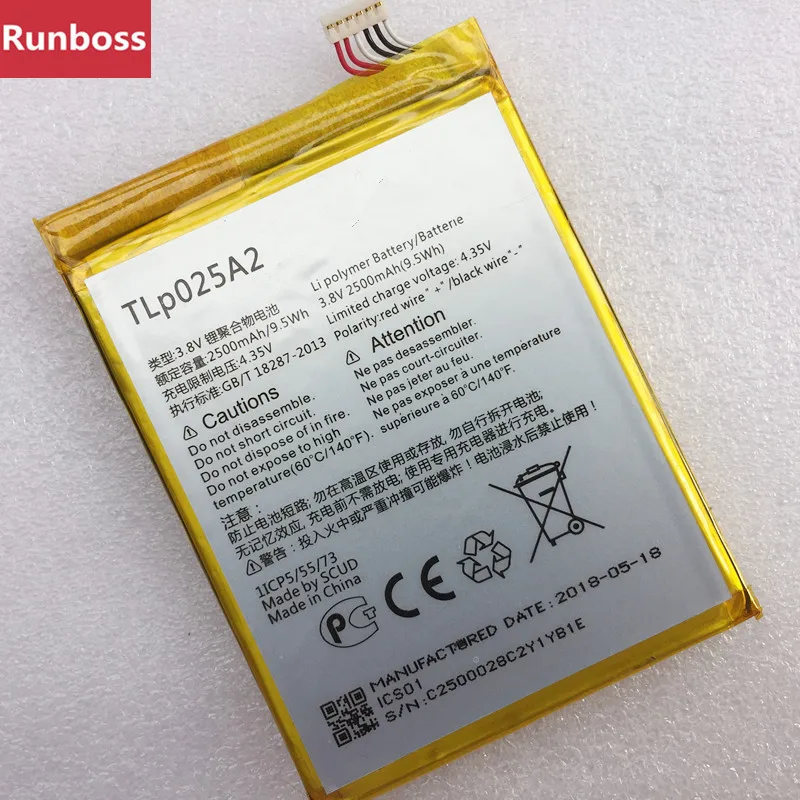 Runboss
TLp025A2
类型:3.8V 锂聚合物电池
额定容量:2500mAh/9.5Wh
充电限制电压:4.35V
执行标准:GB/T 18287-2013
Li polymer Battery/Batterie
3.8V 2500mAh(9.5Wh)
Limited charge voltage: 4.35V
Polarity:red wire" + "/black wire"-"
Cautions
Do not disassemble.
Do not short circuit.
Do not dispose of in fire.
Do not expose to high
temperature(60°C/140°F).
Attention
Ne pas desassembler.
Ne pas court-circuiter.
Ne pas jeter au feu.
Ne pas exposer a une température
supérieure à 60°C/140°F.
注意:
防止电池短路, 勿在高温区使用或存放, 勿自行拆开电池,
无记忆效应, 充电前不需放电; 使用专用充电器进行充电。
警告:投入火中或严重冲撞可能爆炸! 电池浸水后禁用。
1ICP5/55/73
Made by SCUD
Made in China
PCT
CE
MANUFACTURED DATE:2018-05-18
ICS01
S/N:C2500028C2Y1YB1E